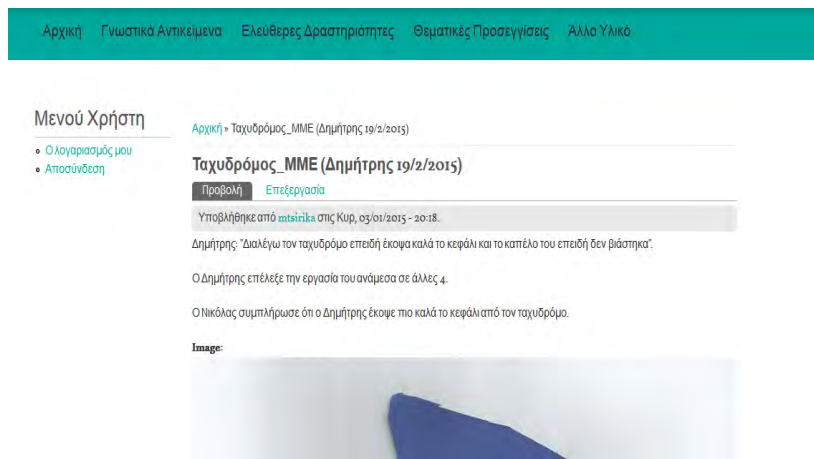 Αρχική Γνωστικά Αντικείμενα Ελεύθερες Δραστηριότητες Θεματικές Προσεγγίσεις Άλλο Υλικό
Μενού Χρήστη
Ο λογαριασμός μου
Αποσύνδεση
Αρχική » Ταχυδρόμος_ΜΜΕ (Δημήτρης 19/2/2015)
Ταχυδρόμος_ΜΜΕ (Δημήτρης 19/2/2015)
Προβολή Επεξεργασία
Υποβλήθηκε από mtsirika στις Κυρ, 03/01/2015 - 20:18.
Δημήτρης: "Διαλέγω τον ταχυδρόμο επειδή έκοψα καλά το κεφάλι και το καπέλο του επειδή δεν βιάστηκα".
Ο Δημήτρης επέλεξε την εργασία του ανάμεσα σε άλλες 4.
Ο Νικόλας συμπλήρωσε ότι ο Δημήτρης έκοψε πιο καλά το κεφάλι από τον ταχυδρόμο.
Image: